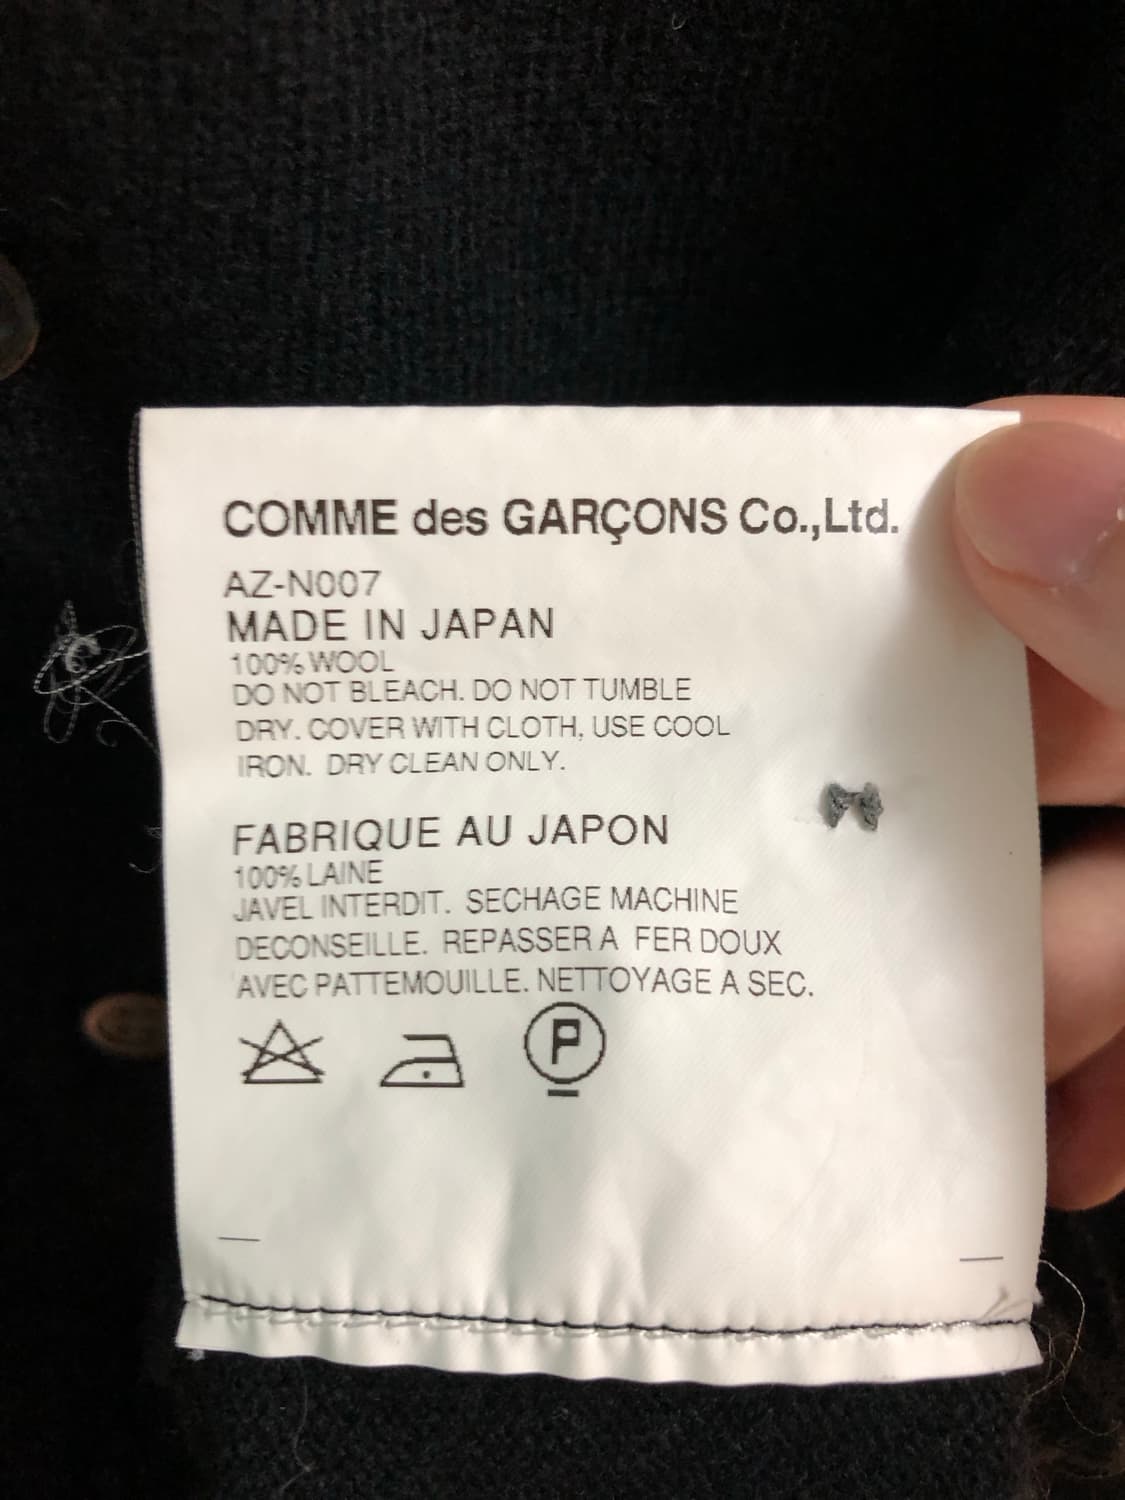 COMME des GARÇONS Co.,Ltd.
AZ-N007
MADE IN JAPAN
100% WOOL
DO NOT BLEACH. DO NOT TUMBLE
DRY. COVER WITH CLOTH, USE COOL
IRON. DRY CLEAN ONLY.
FABRIQUE AU JAPON
100% LAINE
JAVEL INTERDIT. SECHAGE MACHINE
DECONSEILLE. REPASSER A FER DOUX
AVEC PATTEMOUILLE. NETTOYAGE A SEC.
P